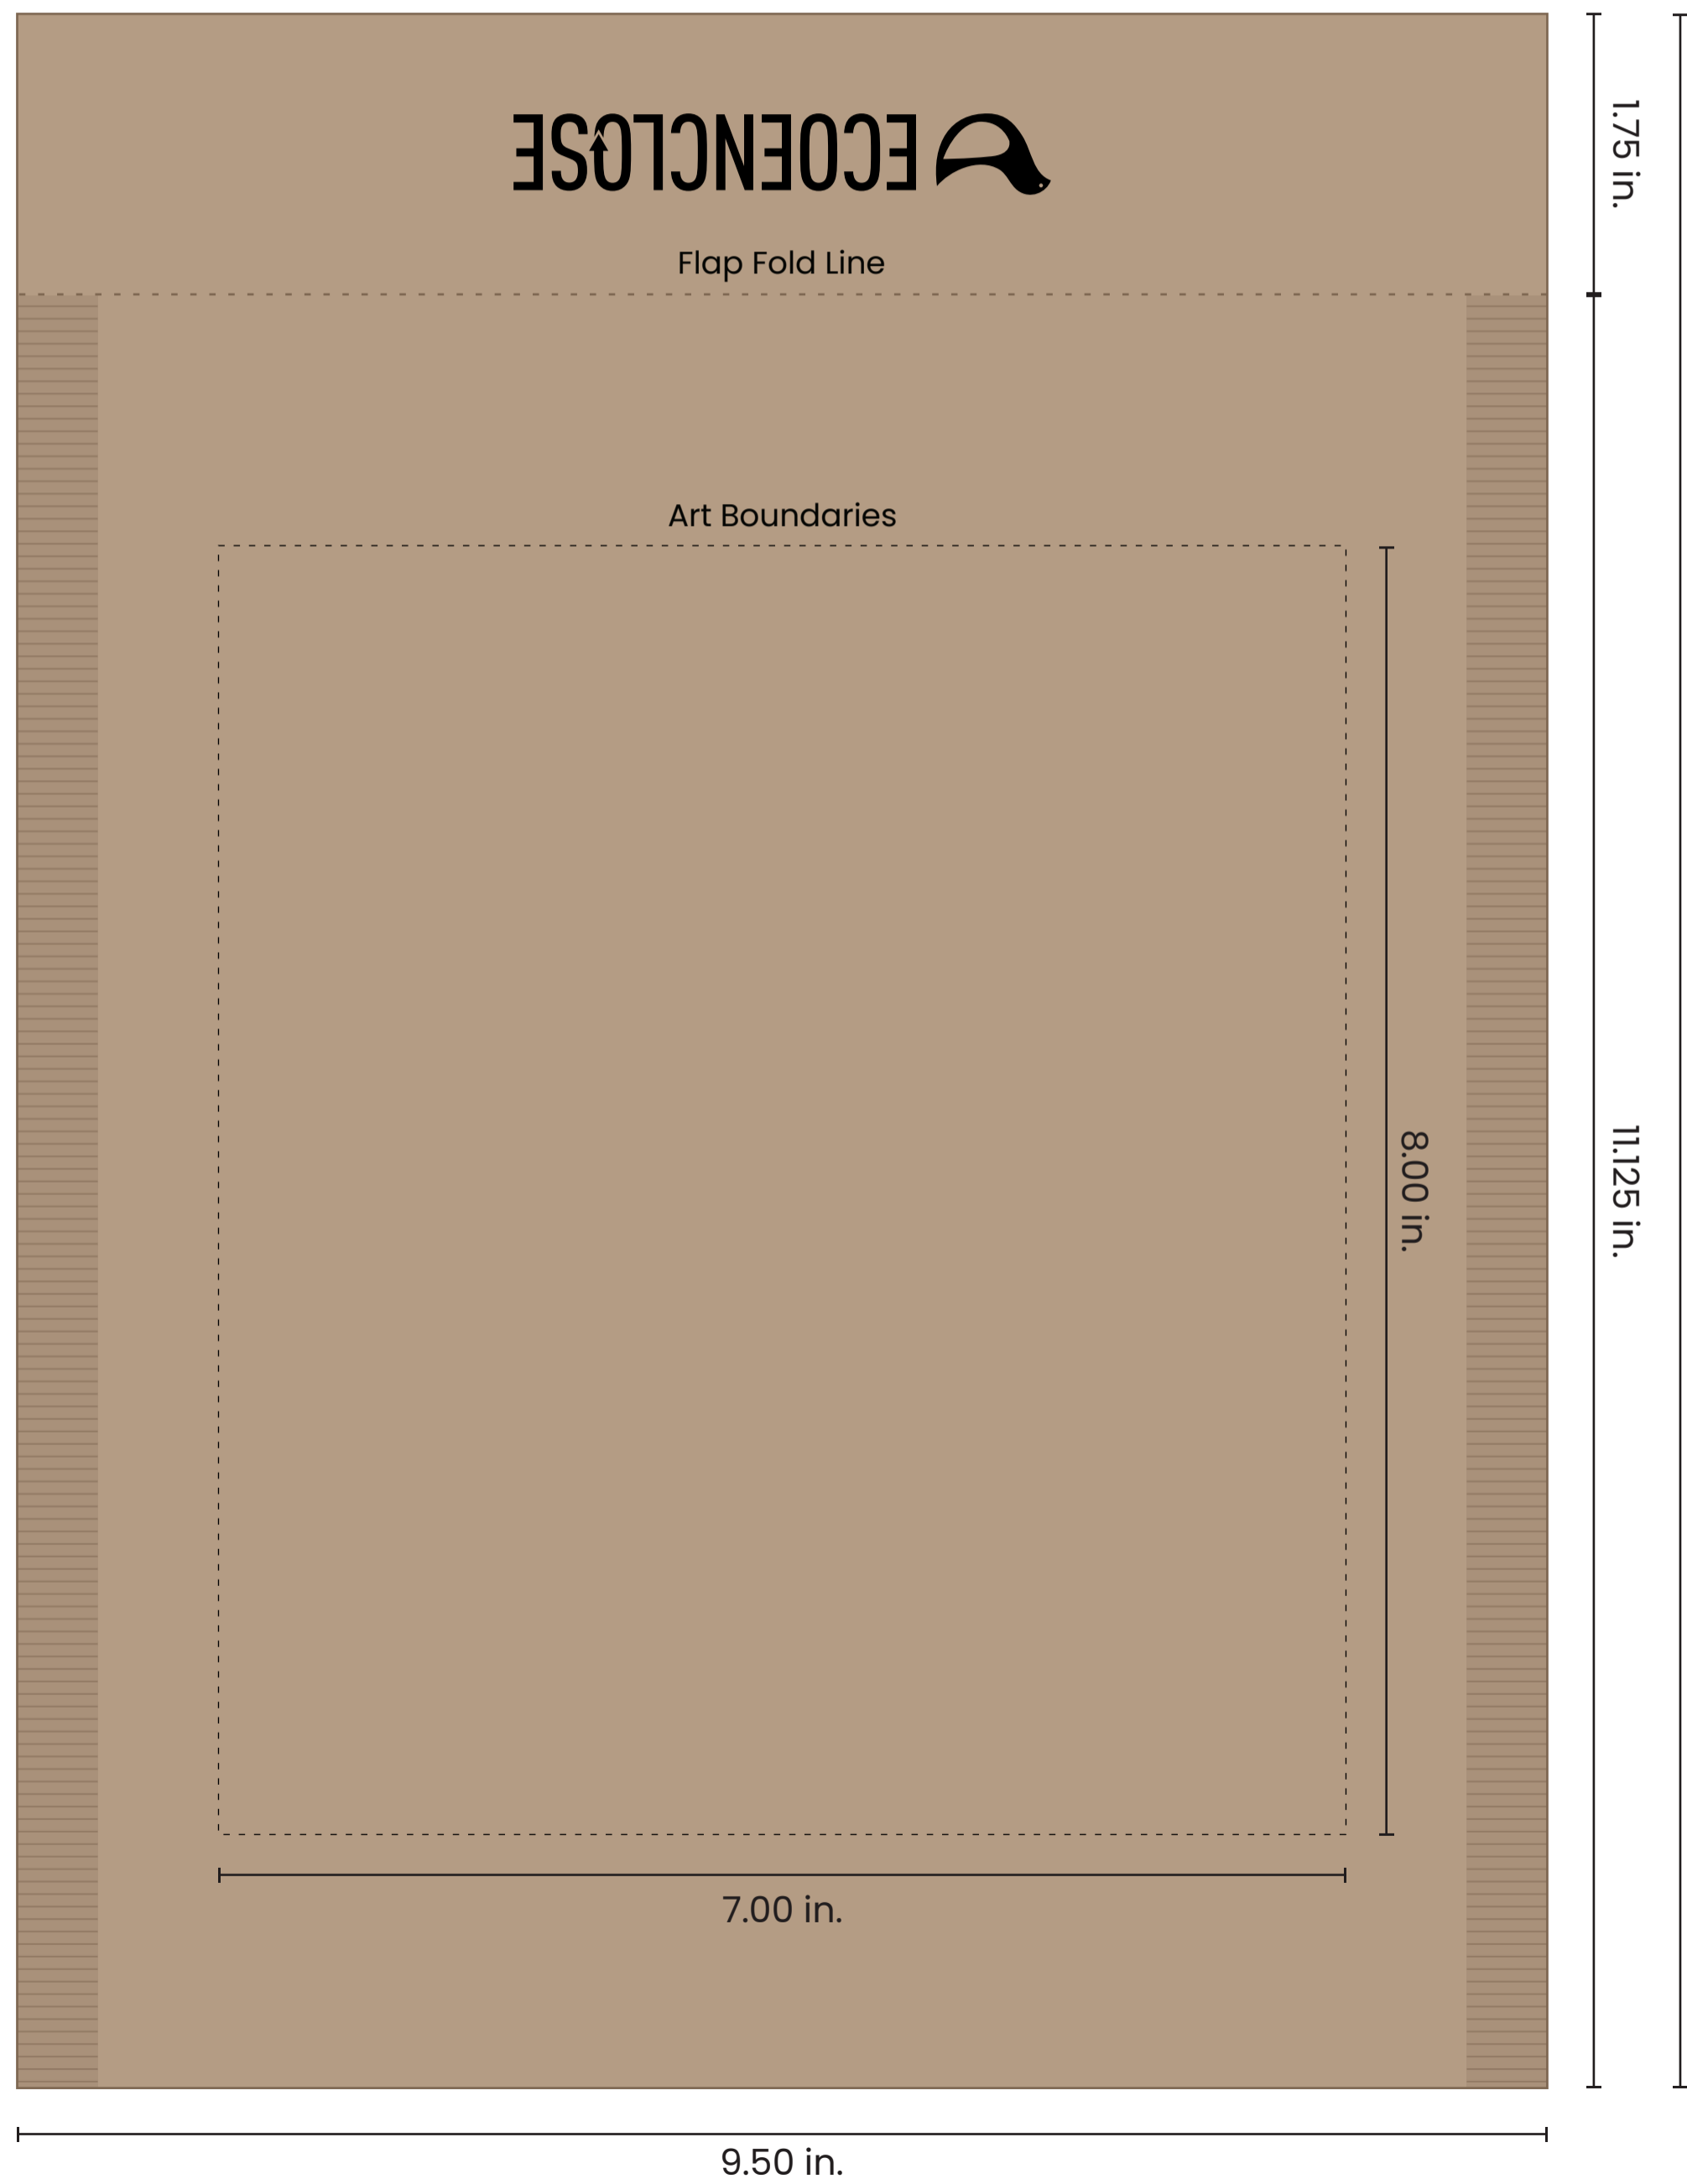 ECOENCLOSE
Flap Fold Line
Art Boundaries
1.75 in.
8.00 in.
11.125 in.
7.00 in.
9.50 in.